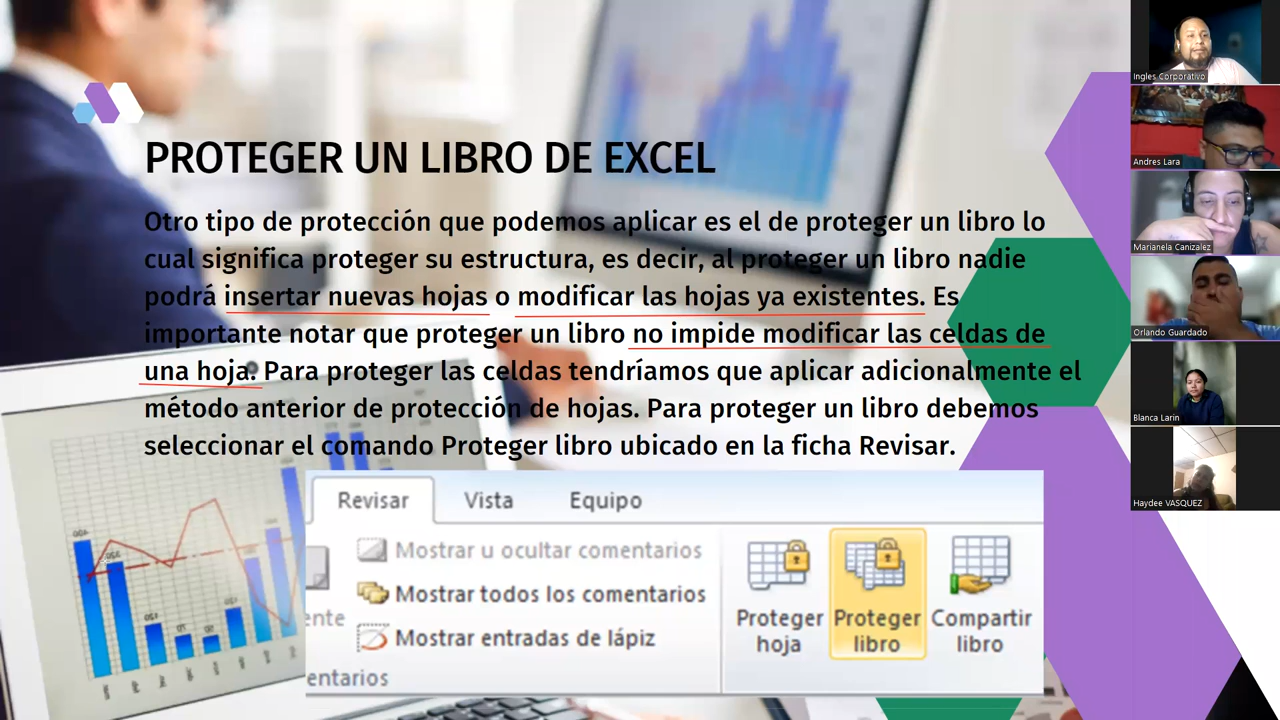 PROTEGER UN LIBRO DE EXCEL
Otro tipo de protección que podemos aplicar es el de proteger un libro lo
cual significa proteger su estructura, es decir, al proteger un libro nadie
podrá insertar nuevas hojas o modificar las hojas ya existentes. Es
importante notar que proteger un libro no impide modificar las celdas de
una hoja. Para proteger las celdas tendríamos que aplicar adicionalmente el
método anterior de protección de hojas. Para proteger un libro debemos
seleccionar el comando Proteger libro ubicado en la ficha Revisar.
Revisar Vista Equipo
Mostrar u ocultar comentarios
ente Mostrar todos los comentarios
Mostrar entradas de lápiz
entarios
Proteger
hoja
Proteger
libro
Compartir
libro
Ingles Corporativo
Andres Lara
Marianela Canizalez
Orlando Guardado
Blanca Larin
Haydee VASQUEZ